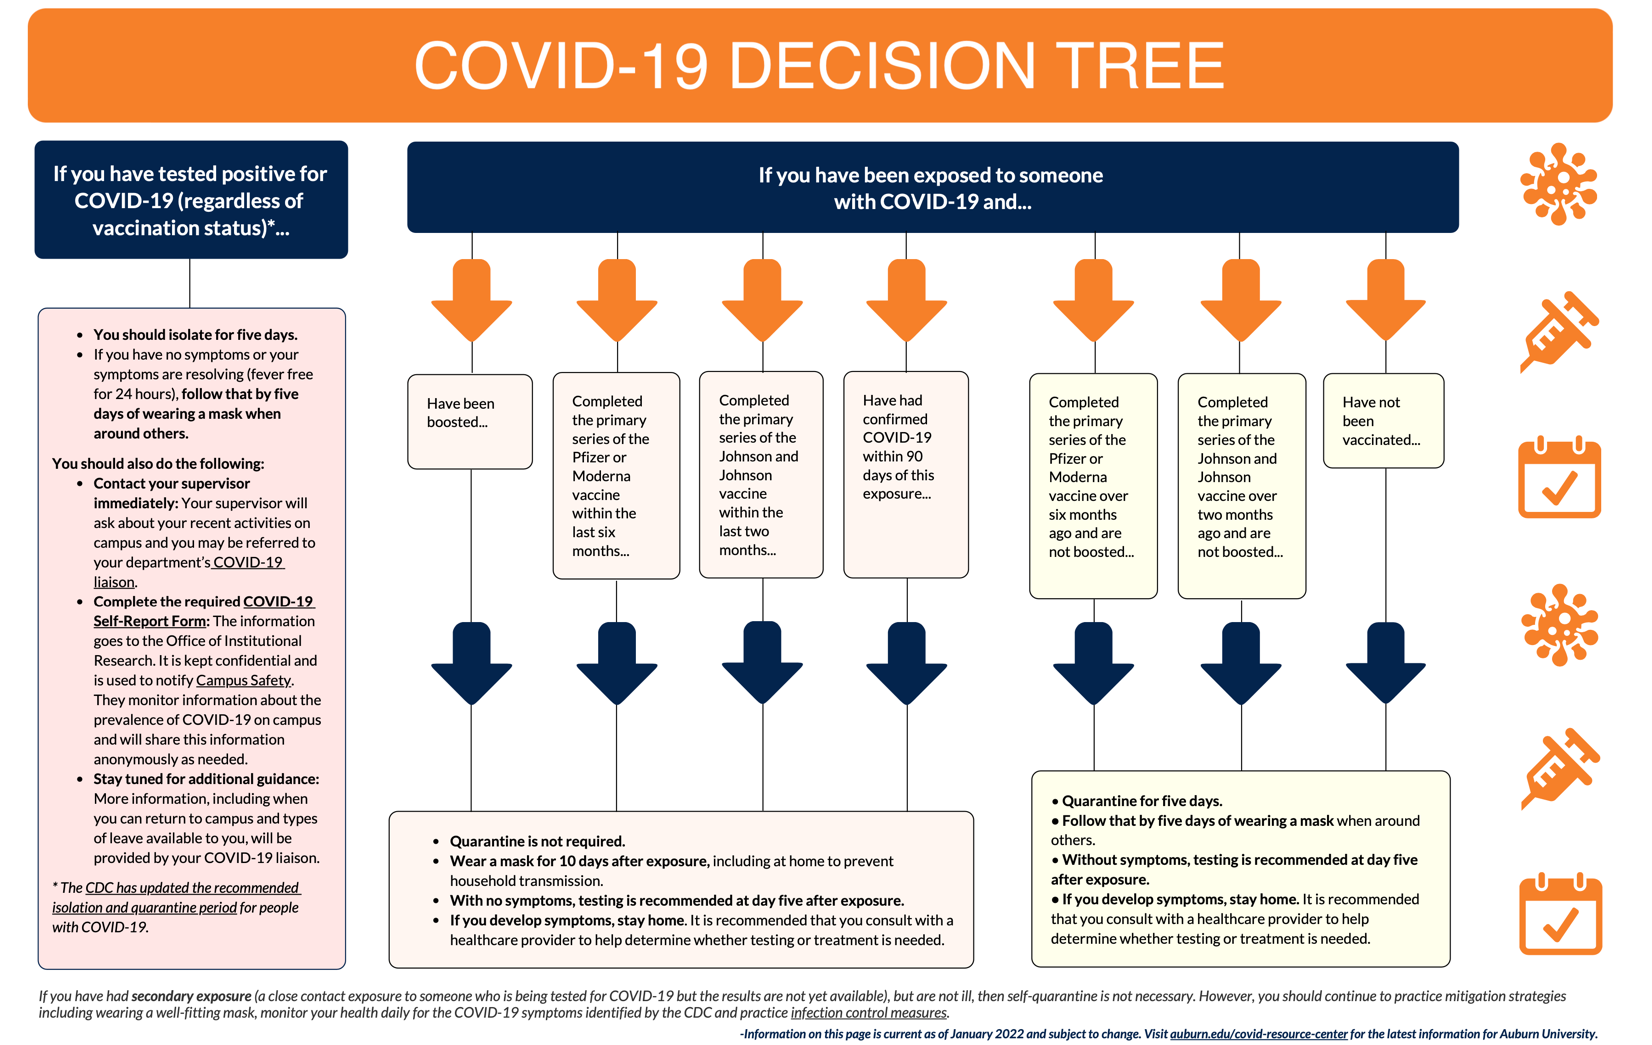 COVID-19 DECISION TREE
If you have tested positive for
COVID-19 (regardless of
vaccination status)*...
• You should isolate for five days.
• If you have no symptoms or your
symptoms are resolving (fever free
for 24 hours), follow that by five
days of wearing a mask when
around others.
You should also do the following:
• Contact your supervisor
immediately: Your supervisor will
ask about your recent activities on
campus and you may be referred to
your department's COVID-19
liaison.
• Complete the required COVID-19
Self-Report Form: The information
goes to the Office of Institutional
Research. It is kept confidential and
is used to notify Campus Safety.
They monitor information about the
prevalence of COVID-19 on campus
and will share this information
anonymously as needed.
• Stay tuned for additional guidance:
More information, including when
you can return to campus and types
of leave available to you, will be
provided by your COVID-19 liaison.
* The CDC has updated the recommended
isolation and quarantine period for people
with COVID-19.
If you have been exposed to someone
with COVID-19 and...
Have been
boosted...
Completed
the primary
series of the
Pfizer or
Moderna
vaccine
within the
last six
months...
Completed
the primary
series of the
Johnson and
Johnson
vaccine
within the
last two
months...
Have had
confirmed
COVID-19
within 90
days of this
exposure...
Completed
the primary
series of the
Pfizer or
Moderna
vaccine over
six months
ago and are
not boosted...
Completed
the primary
series of the
Johnson and
Johnson
vaccine over
two months
ago and are
not boosted...
Have not
been
vaccinated...
• Quarantine is not required.
• Wear a mask for 10 days after exposure, including at home to prevent
household transmission.
• With no symptoms, testing is recommended at day five after exposure.
• If you develop symptoms, stay home. It is recommended that you consult with a
healthcare provider to help determine whether testing or treatment is needed.
• Quarantine for five days.
• Follow that by five days of wearing a mask when around
others.
• Without symptoms, testing is recommended at day five
after exposure.
• If you develop symptoms, stay home. It is recommended
that you consult with a healthcare provider to help
determine whether testing or treatment is needed.
If you have had secondary exposure (a close contact exposure to someone who is being tested for COVID-19 but the results are not yet available), but are not ill, then self-quarantine is not necessary. However, you should continue to practice mitigation strategies
including wearing a well-fitting mask, monitor your health daily for the COVID-19 symptoms identified by the CDC and practice infection control measures.
-Information on this page is current as of January 2022 and subject to change. Visit auburn.edu/covid-resource-center for the latest information for Auburn University.